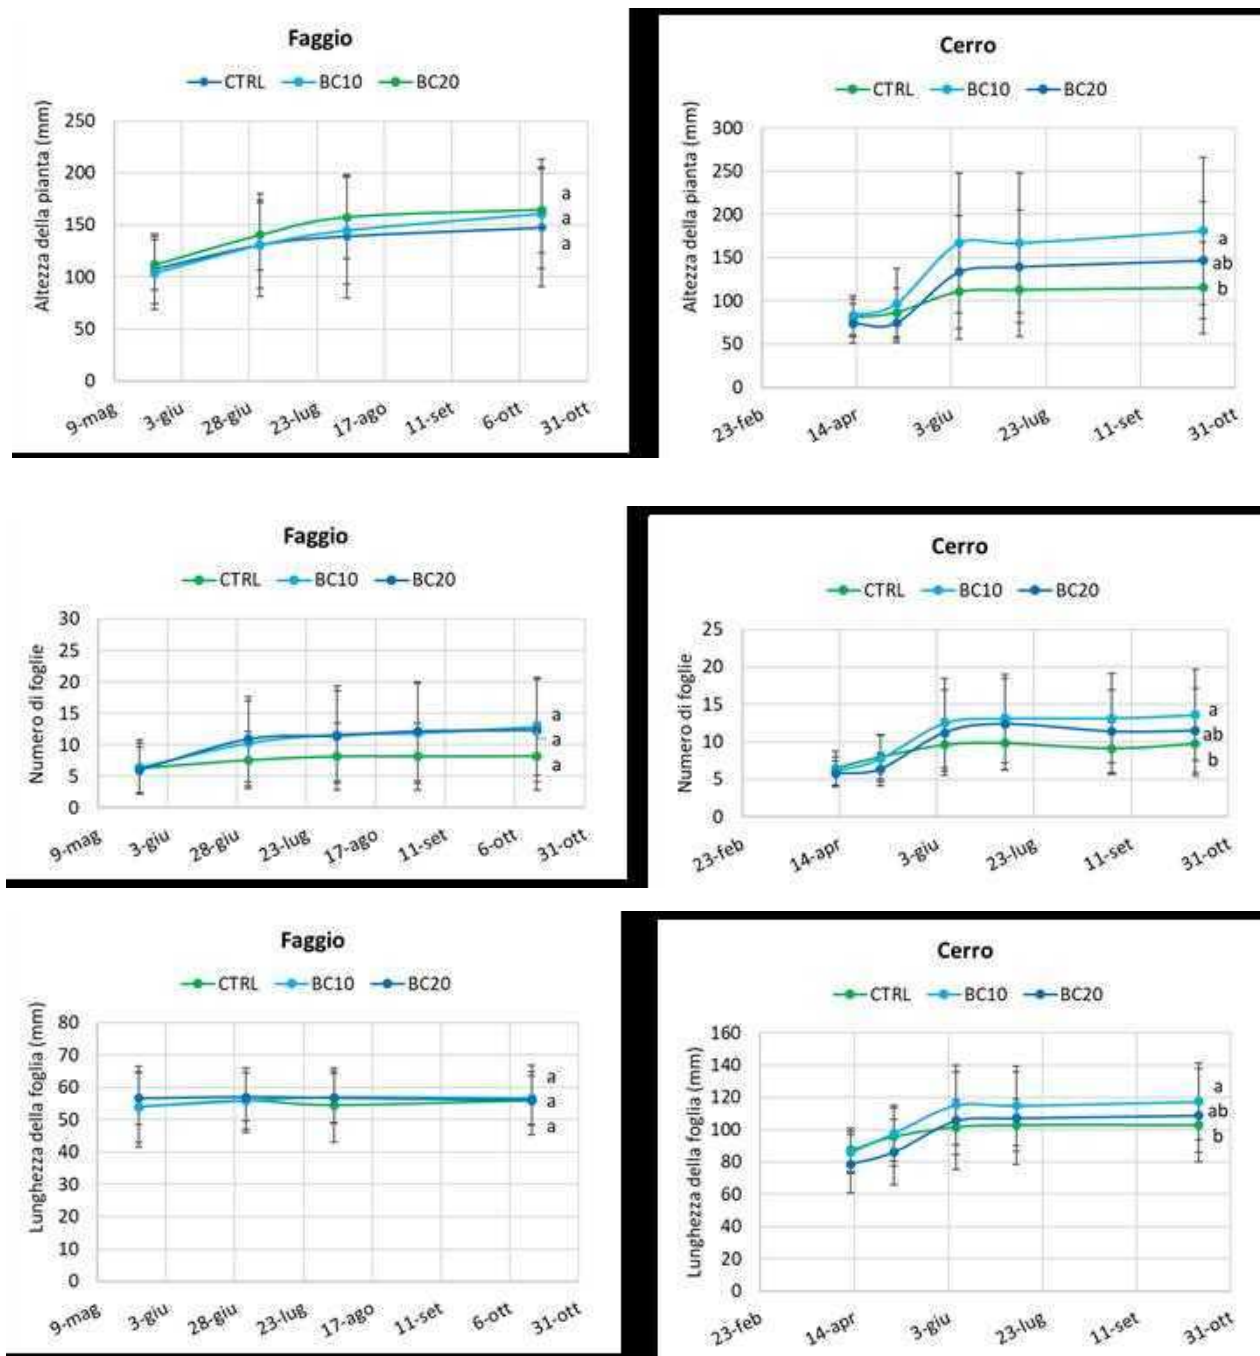 Faggio
CTRL BC10 BC20
Altezza della pianta (mm)
250
200
150
100
50
0
a
a
a
9-mag 3-giu 28-giu 23-lug 17-ago 11-set 6-ott 31-ott
Cerro
CTRL BC10 BC20
Altezza della pianta (mm)
300
250
200
150
100
50
0
a
ab
b
23-feb 14-apr 3-giu 23-lug 11-set 31-ott
Faggio
CTRL BC10 BC20
Numero di foglie
30
25
20
15
10
5
0
a
a
a
9-mag 3-giu 28-giu 23-lug 17-ago 11-set 6-ott 31-ott
Cerro
CTRL BC10 BC20
Numero di foglie
25
20
15
10
5
0
a
ab
b
23-feb 14-apr 3-giu 23-lug 11-set 31-ott
Faggio
CTRL BC10 BC20
Lunghezza della foglia (mm)
80
70
60
50
40
30
20
10
0
a
a
a
9-mag 3-giu 28-giu 23-lug 17-ago 11-set 6-ott 31-ott
Cerro
CTRL BC10 BC20
Lunghezza della foglia (mm)
160
140
120
100
80
60
40
20
0
a
ab
b
23-feb 14-apr 3-giu 23-lug 11-set 31-ott